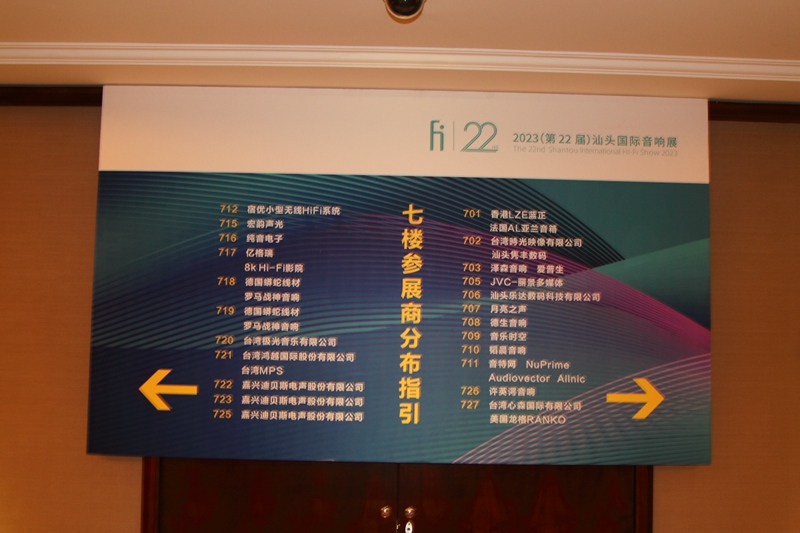 fi 22 2023(第22届)汕头国际音响展
The 22nd Shantou International Hi-Fi Show 2023
七楼参展商分布指引
712 宿优小型无线HiFi系统
715 宏韵声光
716 纯音电子
717 亿格瑞
8k Hi-Fi影院
718 德国蟒蛇线材
罗马战神音响
719 德国蟒蛇线材
罗马战神音响
720 台湾极光音乐有限公司
721 台湾鸿越国际股份有限公司
台湾MPS
722 嘉兴迪贝斯电声股份有限公司
723 嘉兴迪贝斯电声股份有限公司
725 嘉兴迪贝斯电声股份有限公司
701 香港LZE蓝正
法国AL亚兰音箱
702 台湾時光映像有限公司
汕头隽丰数码
703 泽森音响 爱普生
705 JVC-丽景多媒体
706 汕头乐达数码科技有限公司
707 月亮之声
708 德生音响
709 音乐时空
710 韬晨音响
711 音特网 NuPrime
Audiovector Allnic
726 许英词音响
727 台湾心森国际有限公司
美国龙格RANKO